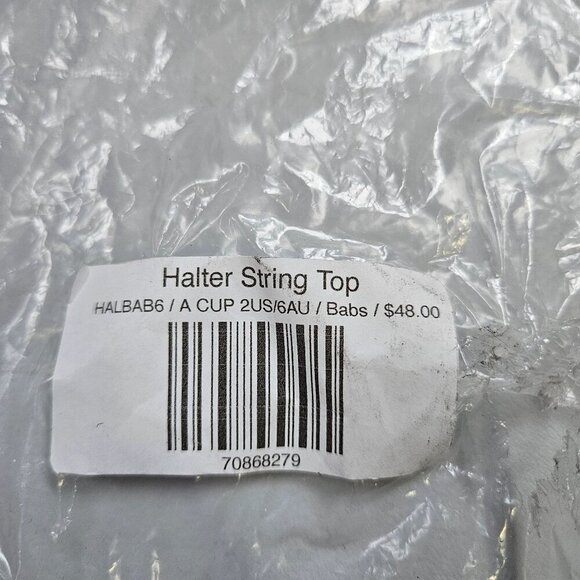 Halter String Top
HALBAB6 / A CUP 2US/6AU / Babs / $48.00
70868279